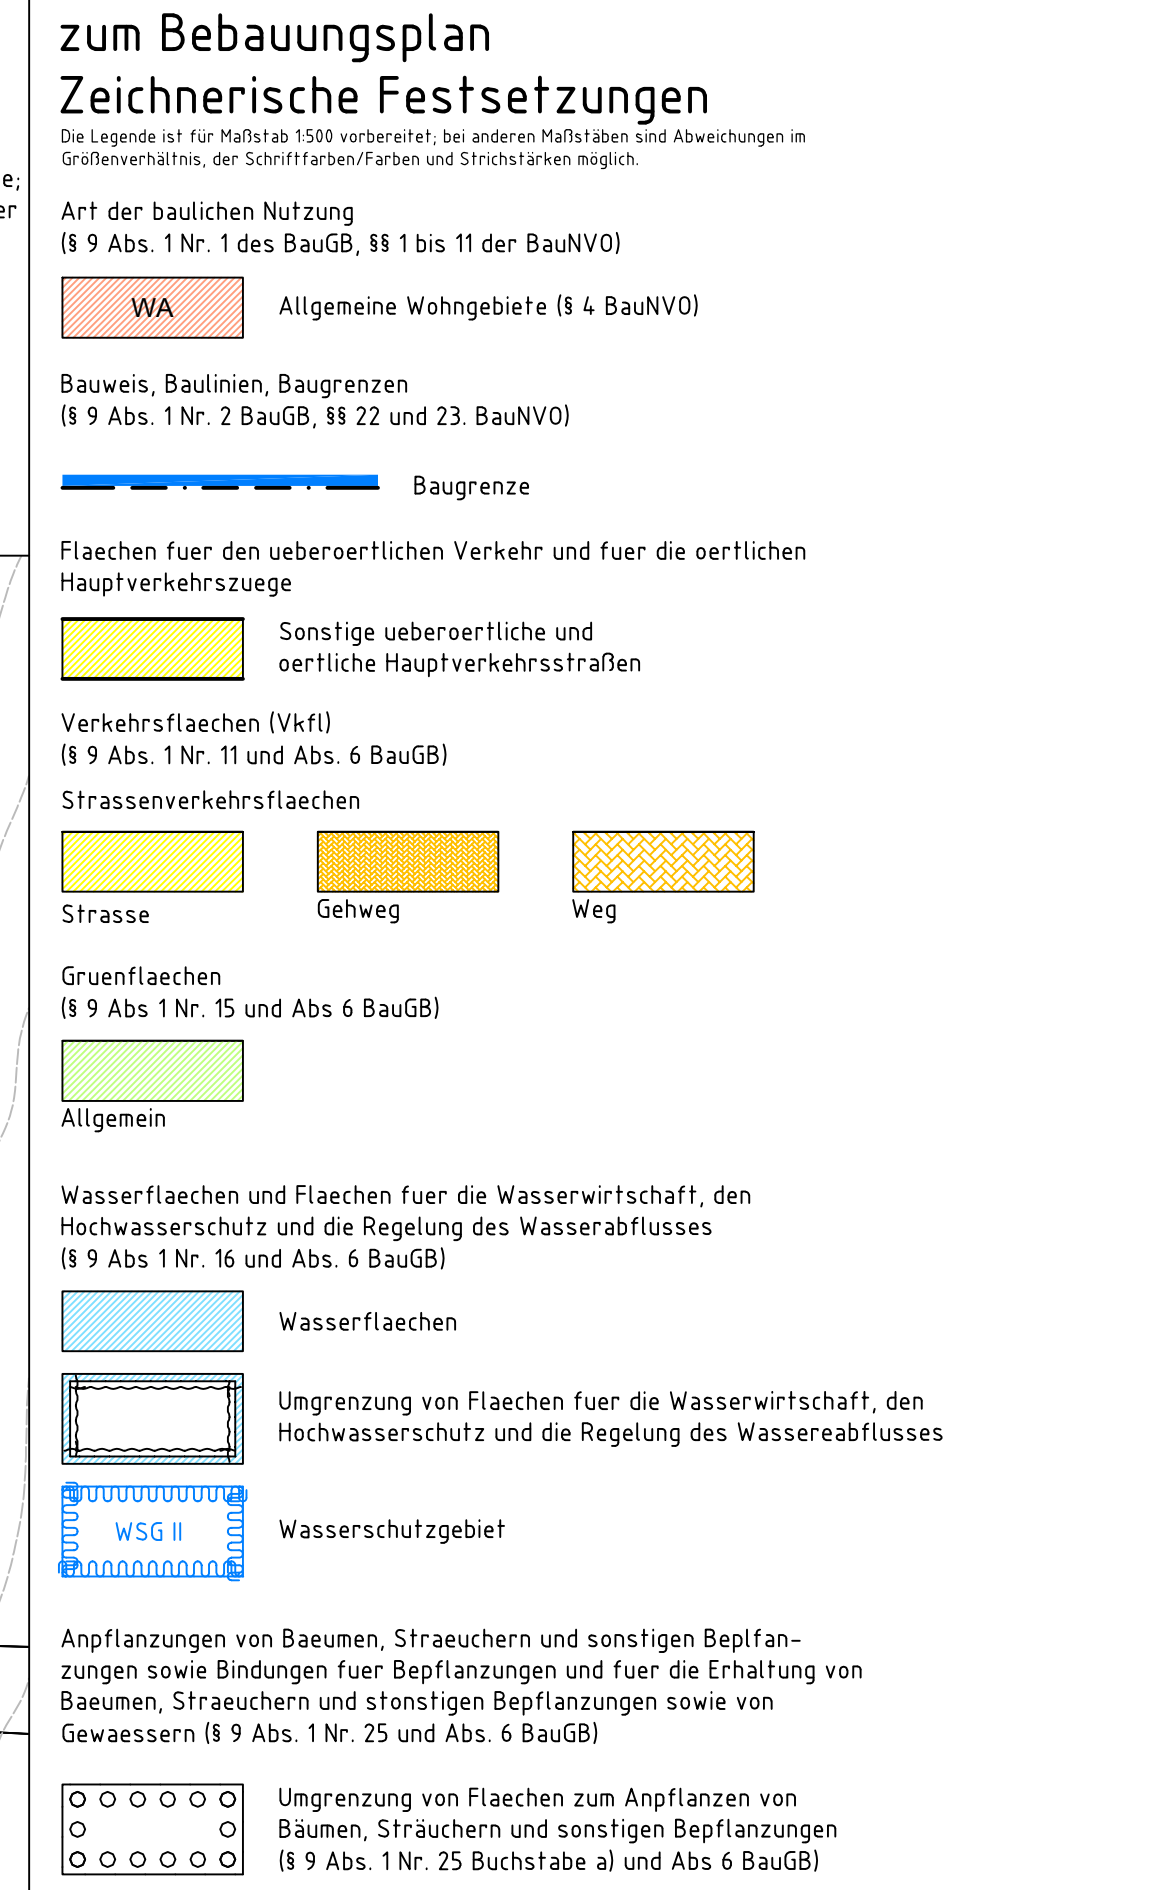 zum Bebauungsplan
Zeichnerische Festsetzungen
Die Legende ist für Maßstab 1:500 vorbereitet; bei anderen Maßstäben sind Abweichungen im
Größenverhältnis, der Schriftfarben/Farben und Strichstärken möglich.
e;
er
Art der baulichen Nutzung
(§ 9 Abs. 1 Nr. 1 des BauGB, §§ 1 bis 11 der BauNVO)
WA
Allgemeine Wohngebiete (§ 4 BauNVO)
Bauweis, Baulinien, Baugrenzen
(§ 9 Abs. 1 Nr. 2 BauGB, §§ 22 und 23. BauNVO)
Baugrenze
Flaechen fuer den ueberoertlichen Verkehr und fuer die oertlichen
Hauptverkehrszuege
Sonstige ueberoertliche und
oertliche Hauptverkehrsstraßen
Verkehrsflaechen (Vkfl)
(§ 9 Abs. 1 Nr. 11 und Abs. 6 BauGB)
Strassenverkehrsflaechen
Strasse
Gehweg
Weg
Gruenflaechen
(§ 9 Abs 1 Nr. 15 und Abs 6 BauGB)
Allgemein
Wasserflaechen und Flaechen fuer die Wasserwirtschaft, den
Hochwasserschutz und die Regelung des Wasserabflusses
(§ 9 Abs 1 Nr. 16 und Abs. 6 BauGB)
Wasserflaechen
Umgrenzung von Flaechen fuer die Wasserwirtschaft, den
Hochwasserschutz und die Regelung des Wassereabflusses
WSG II
Wasserschutzgebiet
Anpflanzungen von Baeumen, Straeuchern und sonstigen Beplfan-
zungen sowie Bindungen fuer Bepflanzungen und fuer die Erhaltung von
Baeumen, Straeuchern und stonstigen Bepflanzungen sowie von
Gewaessern (§ 9 Abs. 1 Nr. 25 und Abs. 6 BauGB)
Umgrenzung von Flaechen zum Anpflanzen von
Bäumen, Sträuchern und sonstigen Bepflanzungen
(§ 9 Abs. 1 Nr. 25 Buchstabe a) und Abs 6 BauGB)